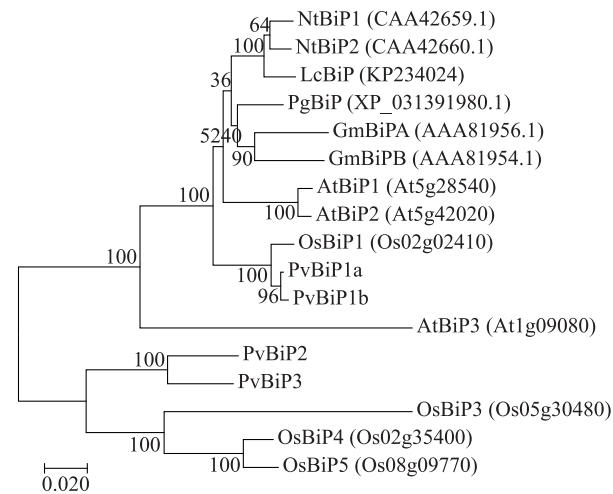 NtBiP1 (CAA42659.1)
64
NtBiP2 (CAA42660.1)
100
LcBiP (KP234024)
36
PgBiP (XP_031391980.1)
GmBiPA (AAA81956.1)
5240
90
GmBiPB (AAA81954.1)
AtBiP1 (At5g28540)
100
100
AtBiP2 (At5g42020)
OsBiP1 (Os02g02410)
100
100
PvBiP1a
96
PvBiP1b
AtBiP3 (At1g09080)
PvBiP2
100
PvBiP3
OsBiP3 (Os05g30480)
100
OsBiP4 (Os02g35400)
100
OsBiP5 (Os08g09770)
0.020